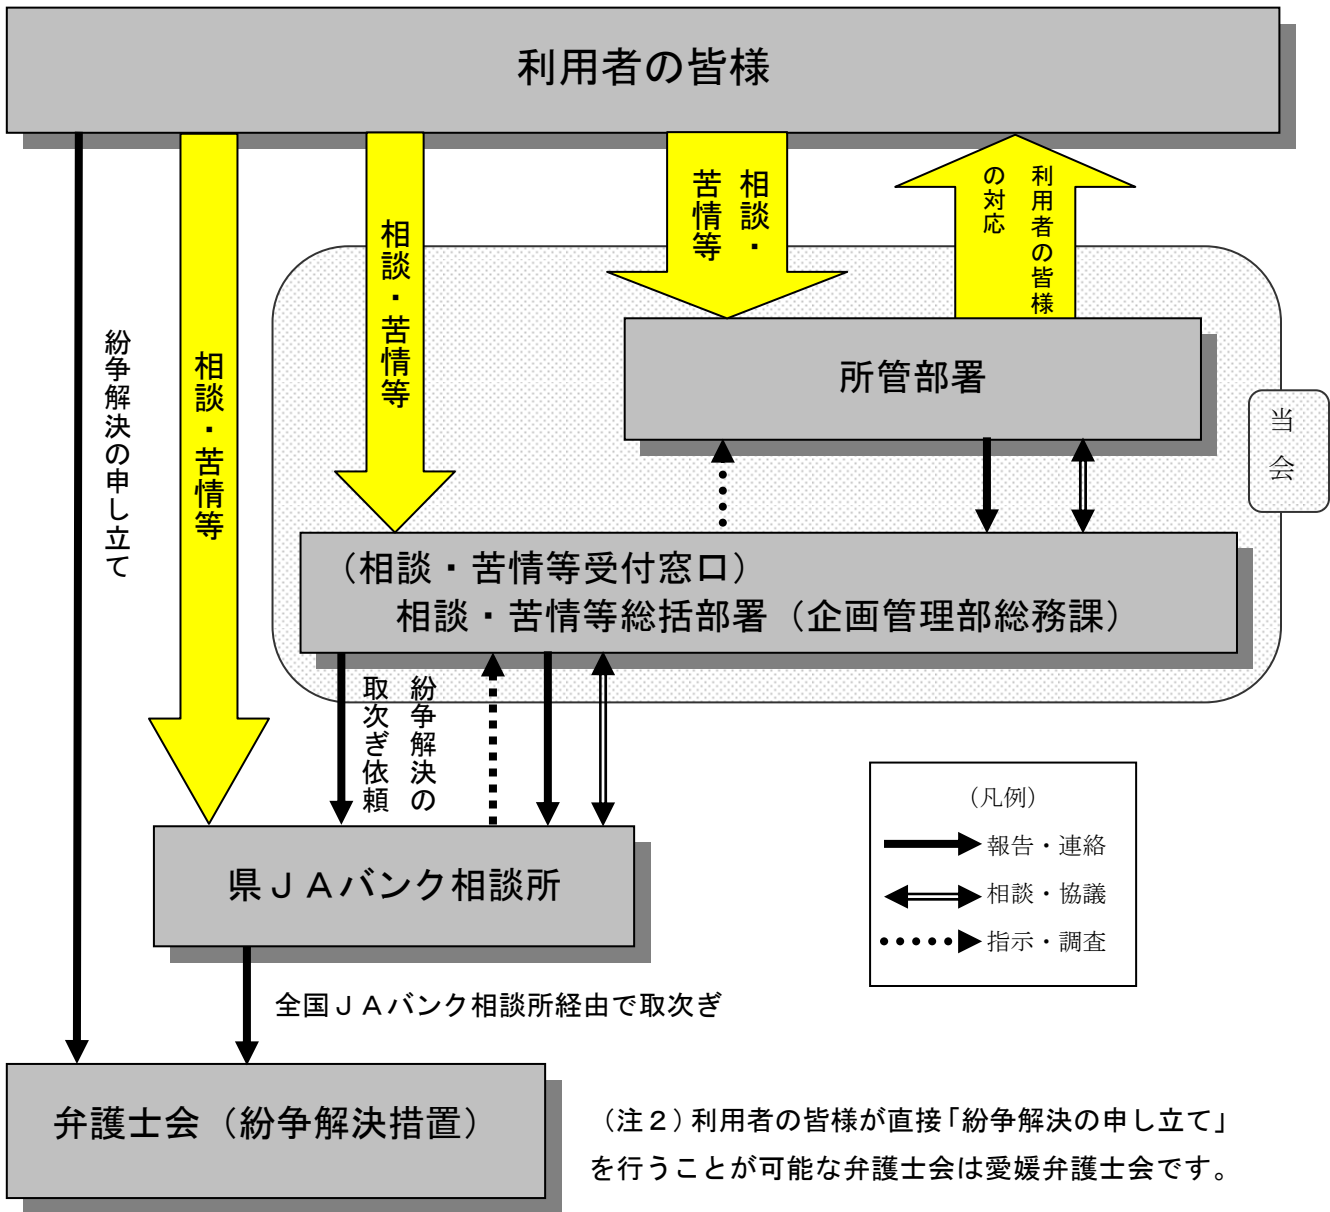 利用者の皆様
紛争解決の申し立て
相談・苦情等
相談・苦情等
相談・
苦情等
利用者の皆様
の対応
所管部署
当会
（相談・苦情等受付窓口）
相談・苦情等総括部署（企画管理部総務課）
紛争解決の
取次ぎ依頼
県ＪＡバンク相談所
（凡例）
報告・連絡
相談・協議
指示・調査
全国ＪＡバンク相談所経由で取次ぎ
弁護士会（紛争解決措置）
（注２）利用者の皆様が直接「紛争解決の申し立て」
を行うことが可能な弁護士会は愛媛弁護士会です。